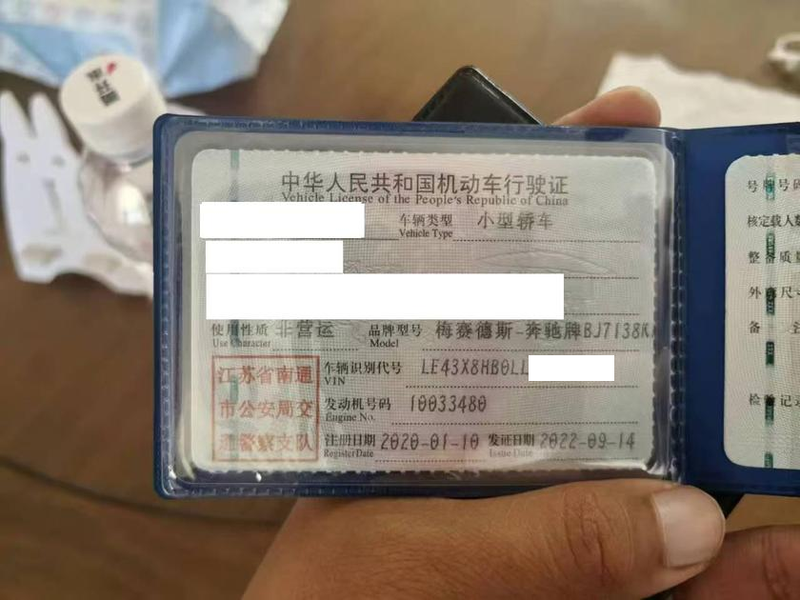 中华人民共和国机动车行驶证
Vehicle License of the People's Republic of China
车辆类型 小型轿车
Vehicle Type
使用性质 非营运 品牌型号 梅赛德斯-奔驰牌BJ7138K
Use Character Model
江苏省南通
市公安局交
通警察支队
车辆识别代号 LE43X8HB0LL
VIN
发动机号码 10033480
Engine No.
注册日期 2020-01-10 发证日期 2022-09-14
Register Date Issue Date
号牌号码
核定载人数
整备质量
外廓尺寸
备 注
检验记录